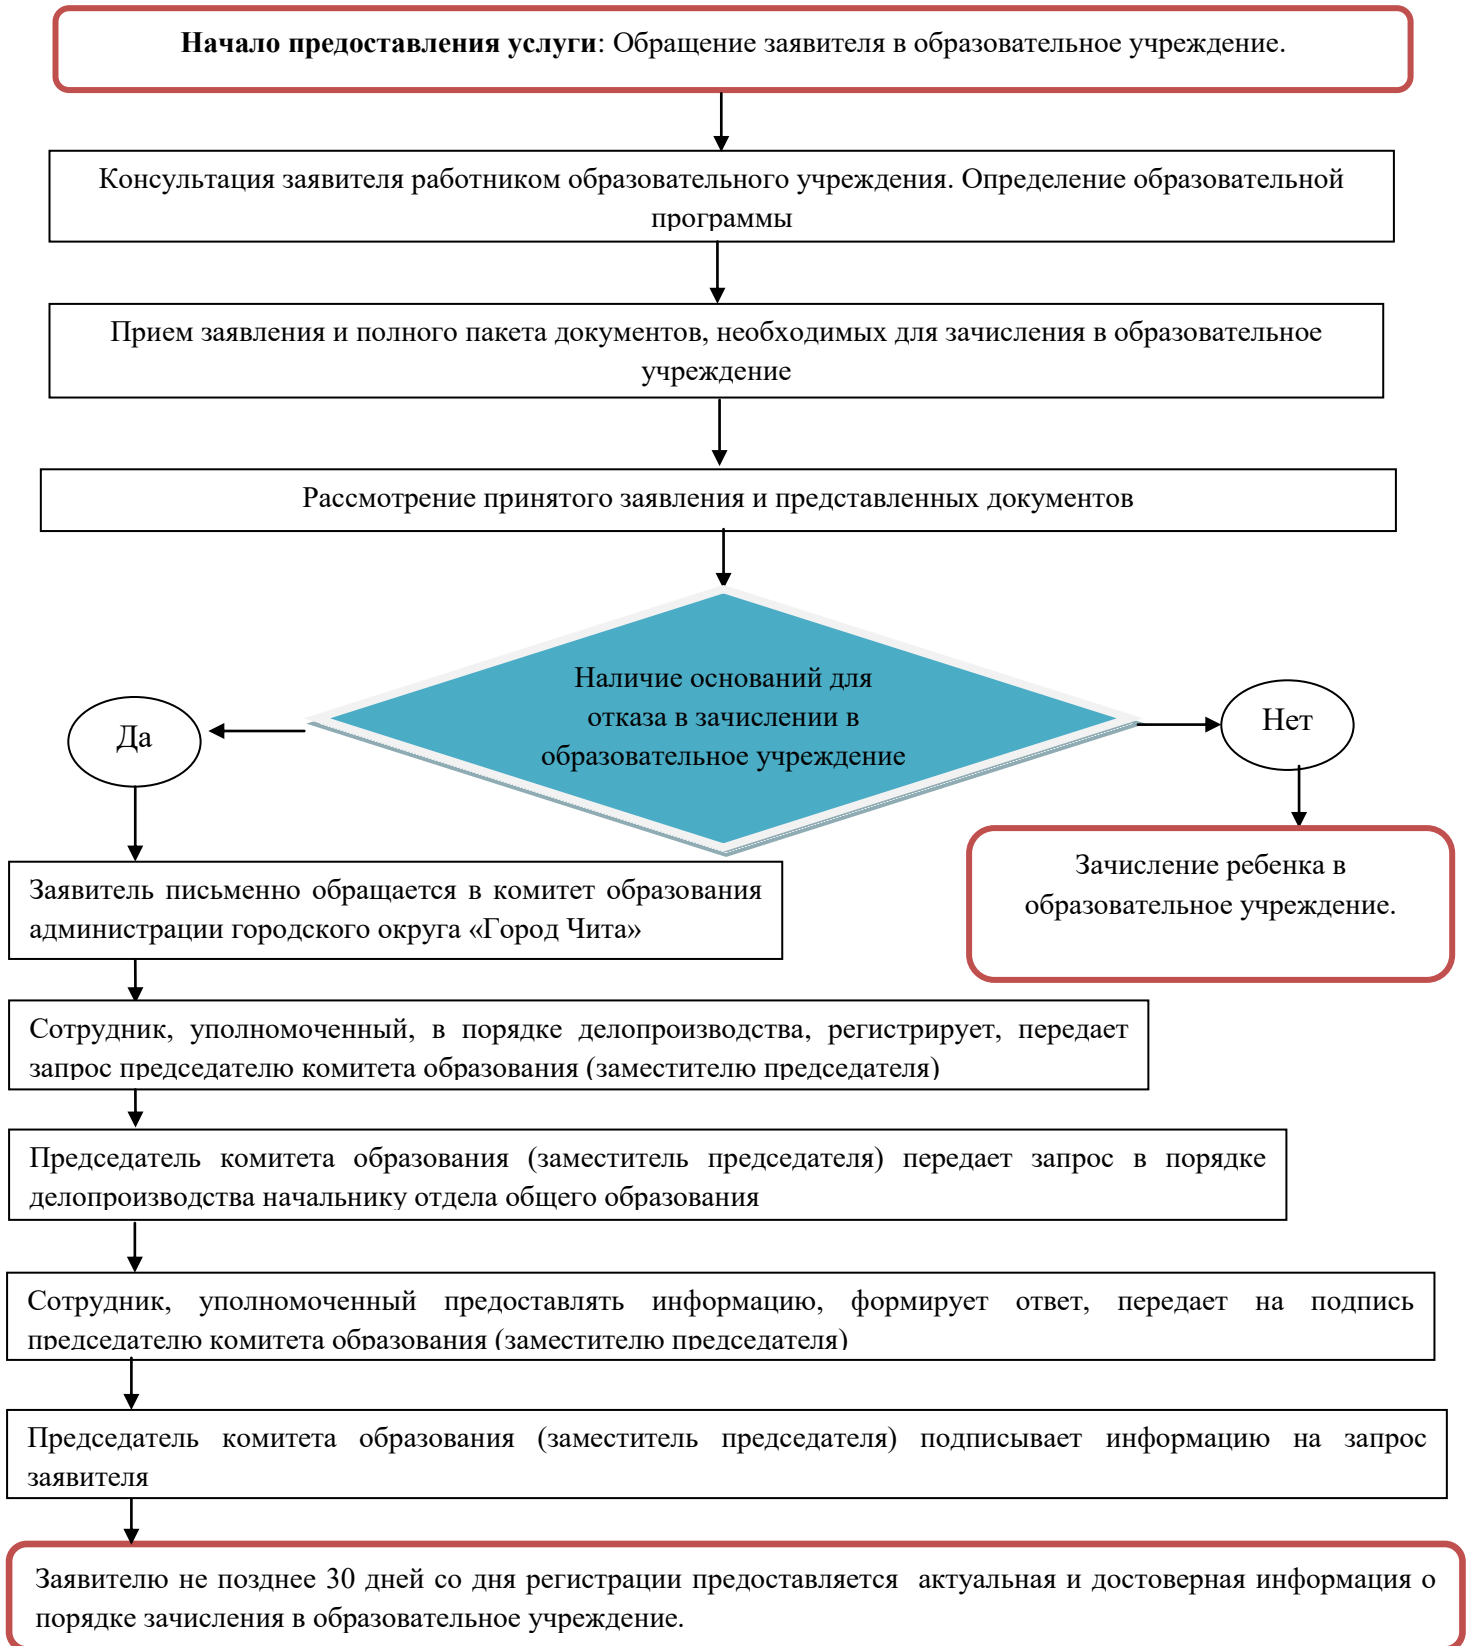 Начало предоставления услуги: Обращение заявителя в образовательное учреждение.
Консультация заявителя работником образовательного учреждения. Определение образовательной
программы
Прием заявления и полного пакета документов, необходимых для зачисления в образовательное
учреждение
Рассмотрение принятого заявления и представленных документов
Наличие оснований для
отказа в зачислении в
образовательное учреждение
Да
Нет
Зачисление ребенка в
образовательное учреждение.
Заявитель письменно обращается в комитет образования
администрации городского округа «Город Чита»
Сотрудник, уполномоченный, в порядке делопроизводства, регистрирует, передает
запрос председателю комитета образования (заместителю председателя)
Председатель комитета образования (заместитель председателя) передает запрос в порядке
делопроизводства начальнику отдела общего образования
Сотрудник, уполномоченный предоставлять информацию, формирует ответ, передает на подпись
председателю комитета образования (заместителю председателя)
Председатель комитета образования (заместитель председателя) подписывает информацию на запрос
заявителя
Заявителю не позднее 30 дней со дня регистрации предоставляется актуальная и достоверная информация о
порядке зачисления в образовательное учреждение.